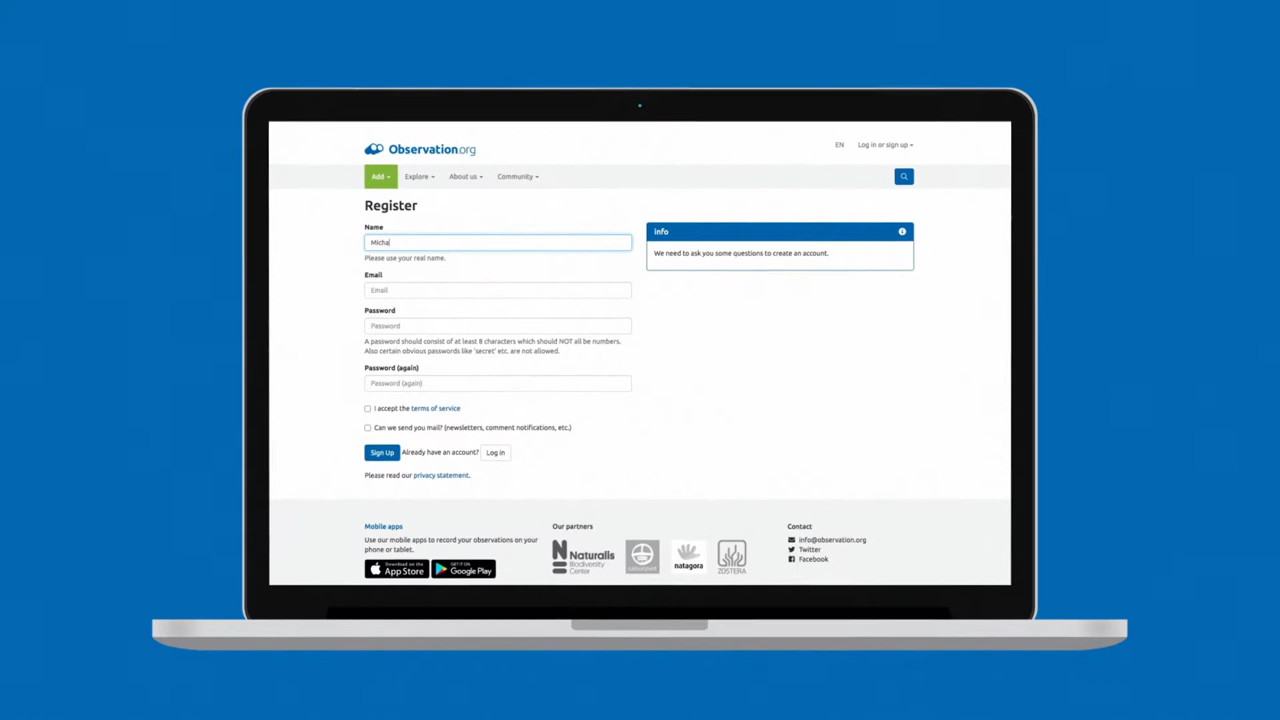 Observation.org
EN
Log in or sign up
Add
Explore
About us
Community
Register
Name
Micha
Please use your real name.
Email
Email
Password
Password
A password should consist of at least 8 characters which should NOT all be numbers.
Also certain obvious passwords like 'secret' etc. are not allowed.
Password (again)
Password (again)
I accept the terms of service
Can we send you mail? (newsletters, comment notifications, etc.)
Sign Up Already have an account? Log in
Please read our privacy statement.
info
We need to ask you some questions to create an account.
Mobile apps
Use our mobile apps to record your observations on your
phone or tablet.
Download on the
App Store
GET IT ON
Google Play
Our partners
Naturalis
Biodiversity
Center
natagora
ZOSTERA
Contact
info@observation.org
Twitter
Facebook